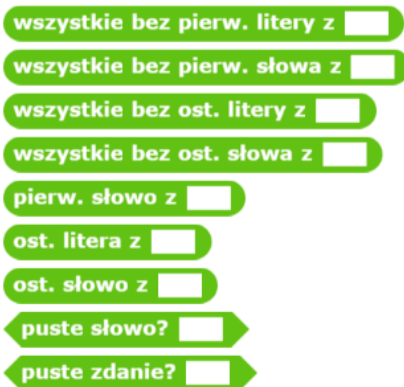 wszystkie bez pierw. litery z
wszystkie bez pierw. słowa z
wszystkie bez ost. litery z
wszystkie bez ost. słowa z
pierw. słowo z
ost. litera z
ost. słowo z
puste słowo?
puste zdanie?